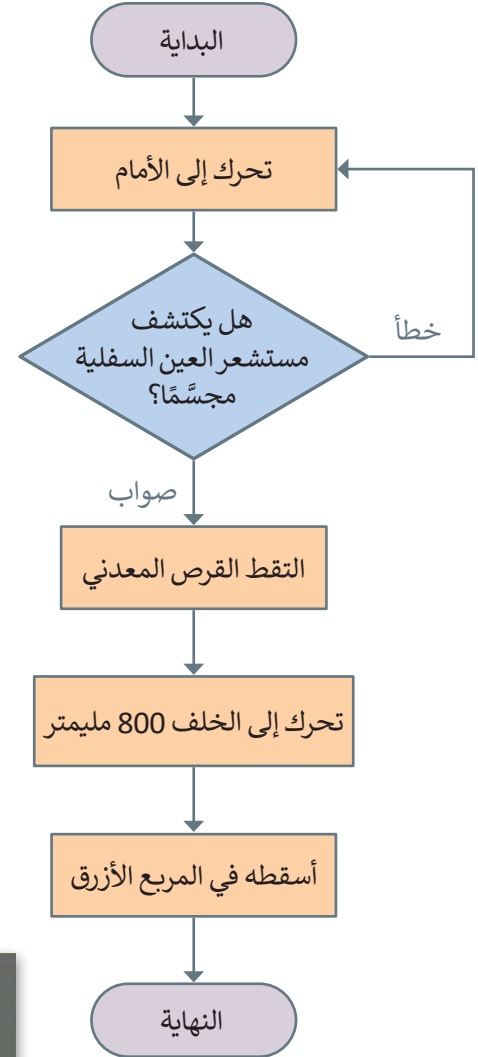 البداية
تحرك إلى الأمام
هل يكتشف
مستشعر العين السفلية
مجسَّمًا؟
خطأ
صواب
التقط القرص المعدني
تحرك إلى الخلف 800 مليمتر
أسقطه في المربع الأزرق
النهاية